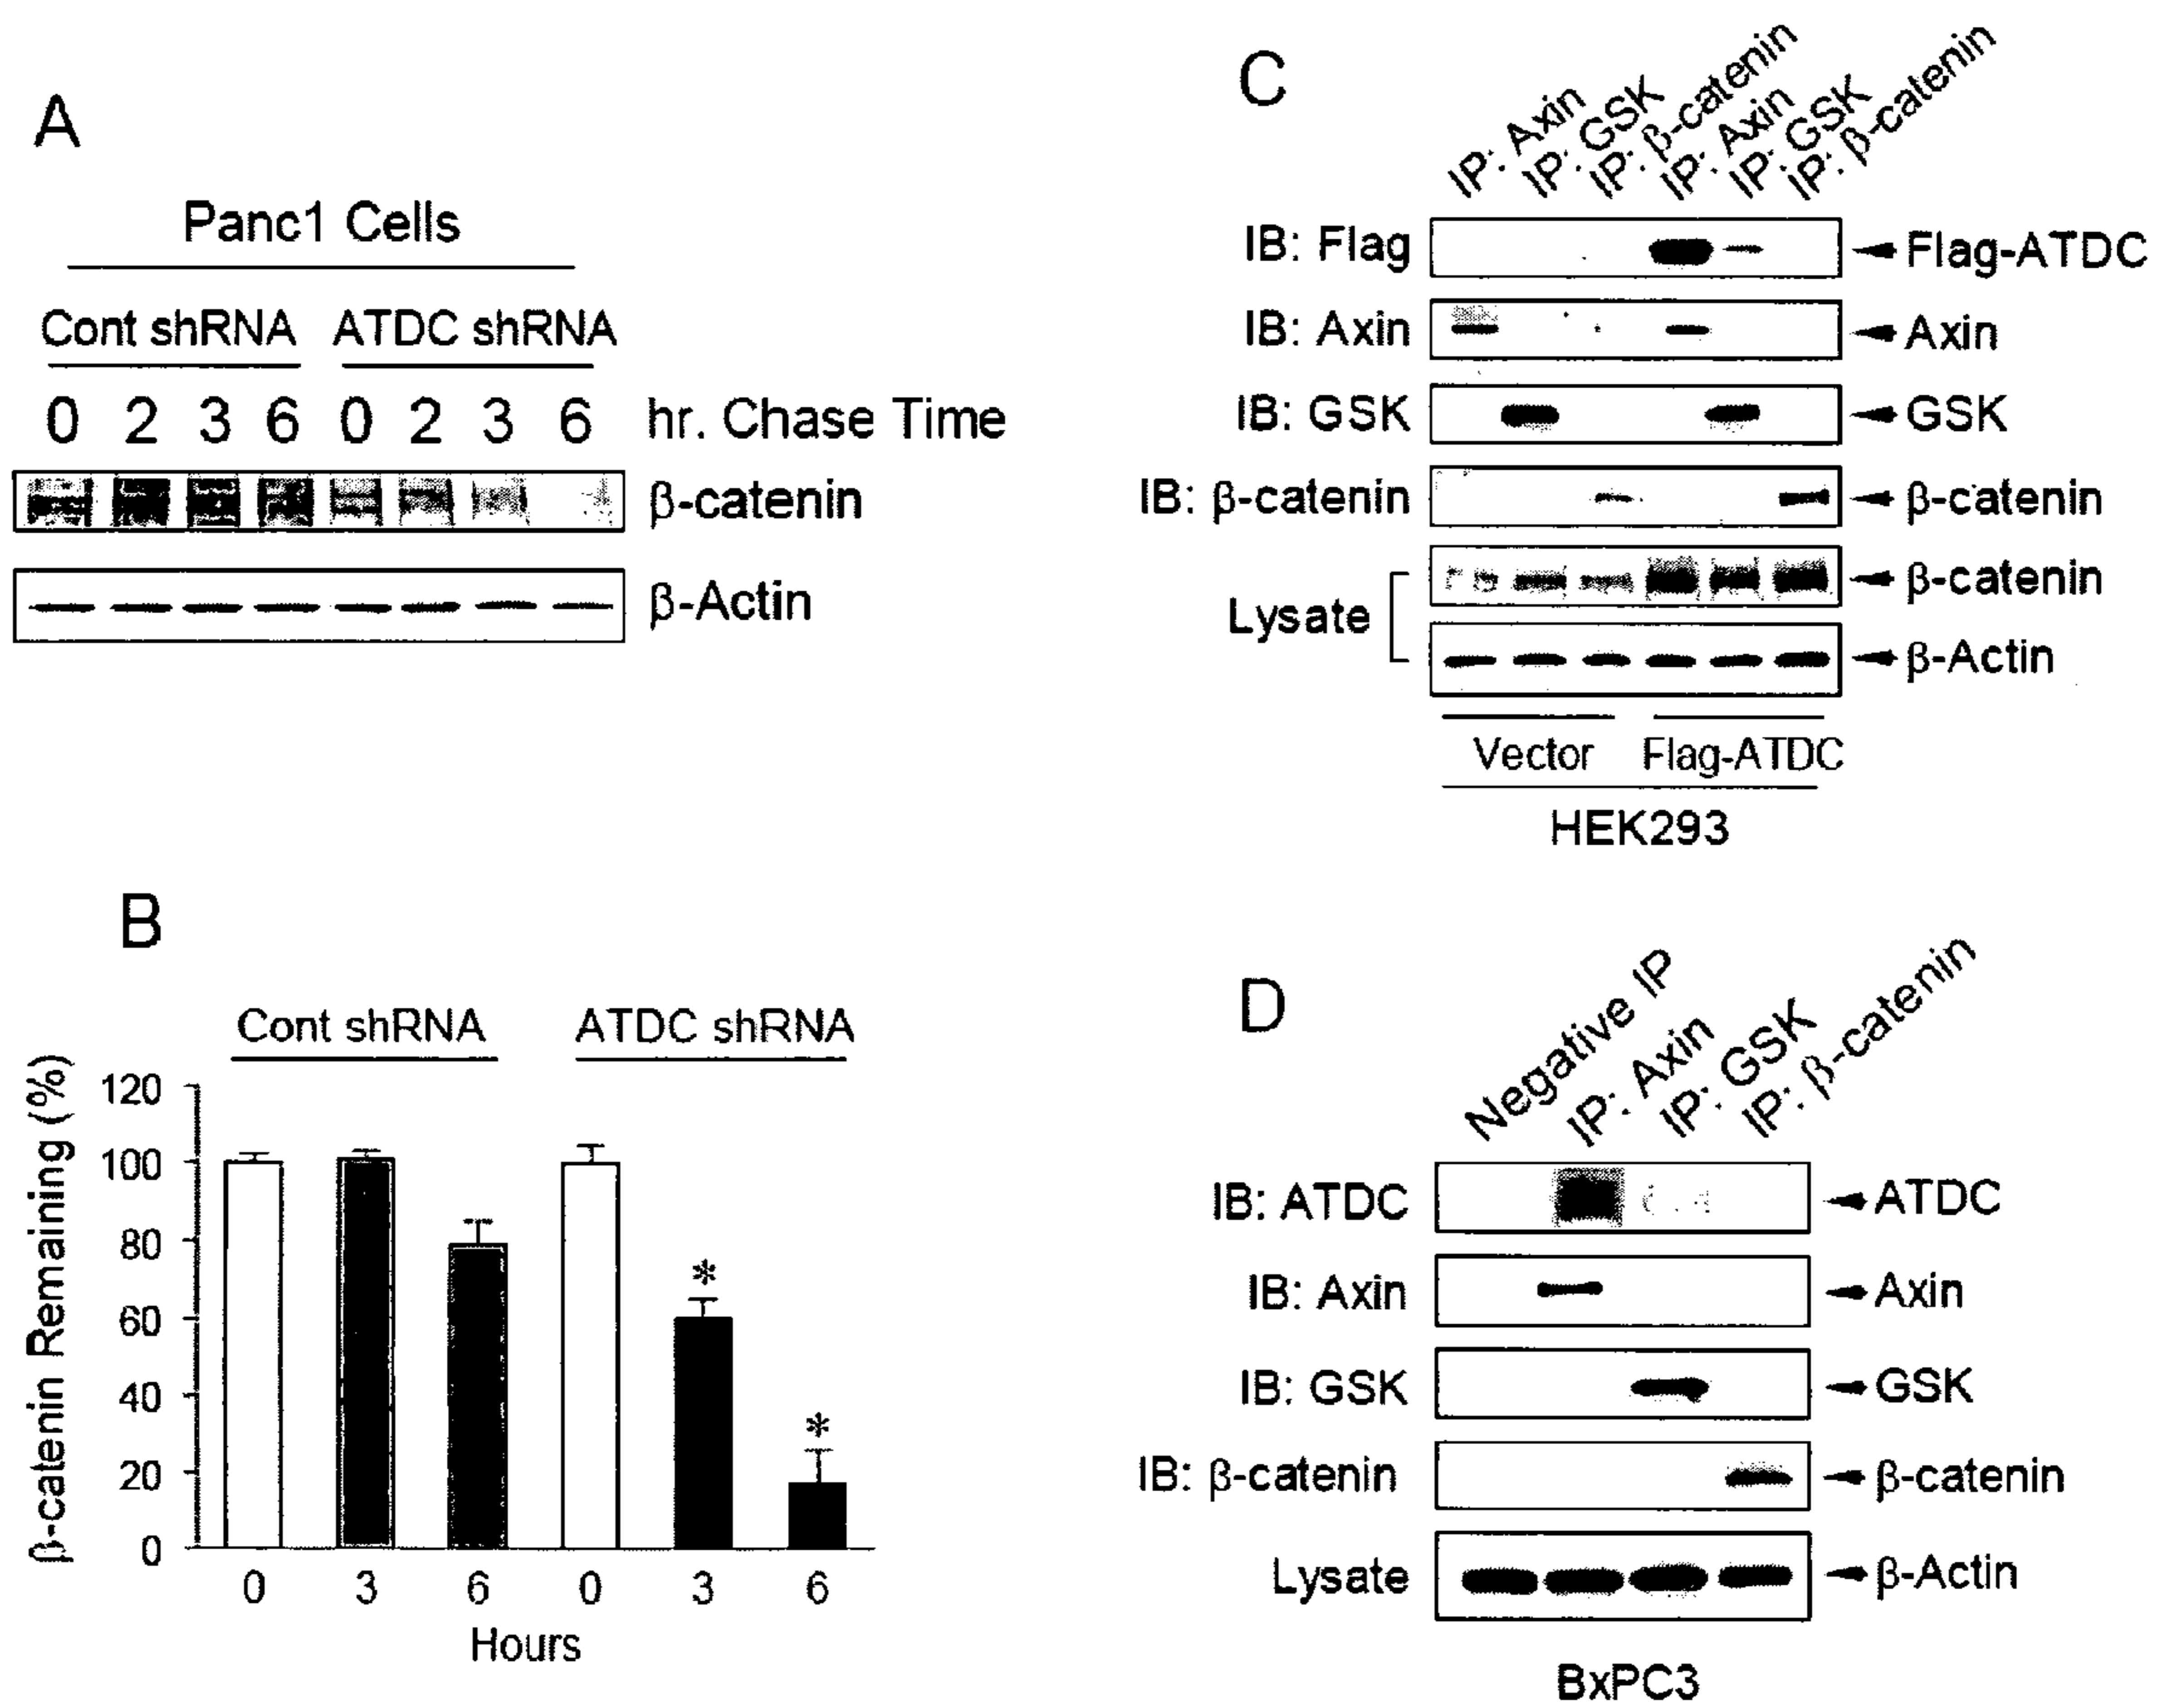 A
Panc1 Cells
Cont shRNA ATDC shRNA
0 2 3 6 0 2 3 6 hr. Chase Time
β-catenin
β-Actin
B
Cont shRNA ATDC shRNA
β-catenin Remaining (%)
120
100
80
60
40
20
0
* *
0 3 6 0 3 6
Hours
C
IP: Axin IP: GSK IP: β-catenin IP: Axin IP: GSK IP: β-catenin
IB: Flag Flag-ATDC
IB: Axin Axin
IB: GSK GSK
IB: β-catenin β-catenin
Lysate β-catenin
β-Actin
Vector Flag-ATDC
HEK293
D
Negative IP IP: Axin IP: GSK IP: β-catenin
IB: ATDC ATDC
IB: Axin Axin
IB: GSK GSK
IB: β-catenin β-catenin
Lysate β-Actin
BxPC3